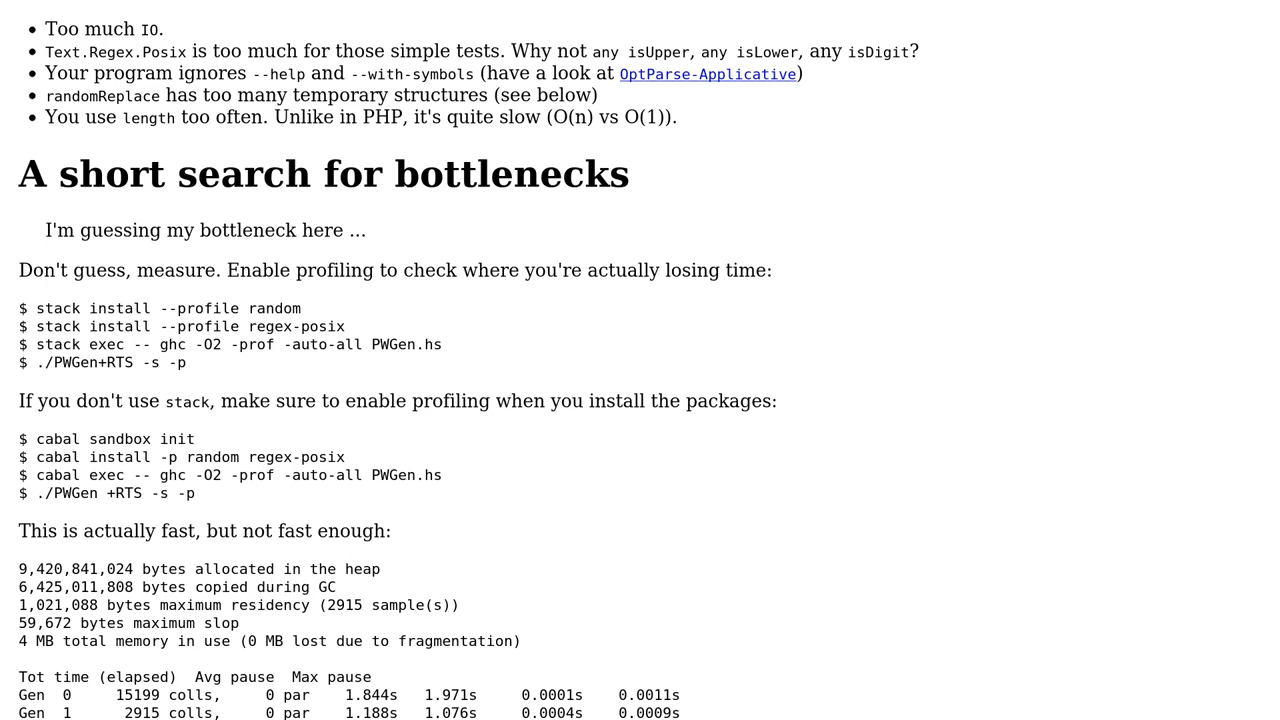 Too much IO.
Text.Regex.Posix is too much for those simple tests. Why not any isUpper, any isLower, any isDigit?
Your program ignores --help and --with-symbols (have a look at OptParse-Applicative)
randomReplace has too many temporary structures (see below)
You use length too often. Unlike in PHP, it's quite slow (O(n) vs O(1)).
A short search for bottlenecks
I'm guessing my bottleneck here ...
Don't guess, measure. Enable profiling to check where you're actually losing time:
$ stack install --profile random
$ stack install --profile regex-posix
$ stack exec -- ghc -O2 -prof -auto-all PWGen.hs
$ ./PWGen+RTS -s -p
If you don't use stack, make sure to enable profiling when you install the packages:
$ cabal sandbox init
$ cabal install -p random regex-posix
$ cabal exec -- ghc -O2 -prof -auto-all PWGen.hs
$ ./PWGen +RTS -s -p
This is actually fast, but not fast enough:
9,420,841,024 bytes allocated in the heap
6,425,011,808 bytes copied during GC
1,021,088 bytes maximum residency (2915 sample(s))
59,672 bytes maximum slop
4 MB total memory in use (0 MB lost due to fragmentation)
Tot time (elapsed)  Avg pause  Max pause
Gen  0     15199 colls,     0 par    1.844s   1.971s     0.0001s    0.0011s
Gen  1      2915 colls,     0 par    1.188s   1.076s     0.0004s    0.0009s